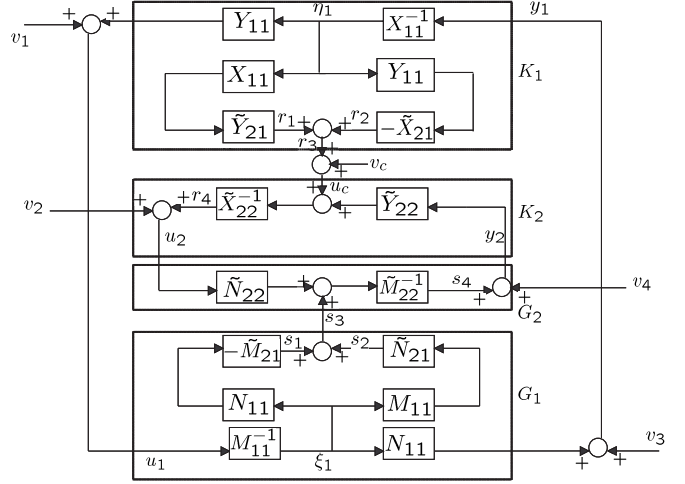 + + Y₁₁ η₁ X₁₁⁻¹ y₁
v₁
X₁₁ Y₁₁ K₁
Ỹ₂₁ r₁ + + r₂ −X̃₂₁
r₃ +
+ v_c
+ u_c
v₂ + + r₄ X̃₂₂⁻¹ + Ỹ₂₂ K₂
u₂ y₂
Ñ₂₂ + M̃₂₂⁻¹ s₄ v₄
+ + +
s₃ G₂
−M̃₂₁ s₁ s₂ Ñ₂₁
+ +
N₁₁ M₁₁ G₁
M₁₁⁻¹ N₁₁ v₃
u₁ ξ₁ + +